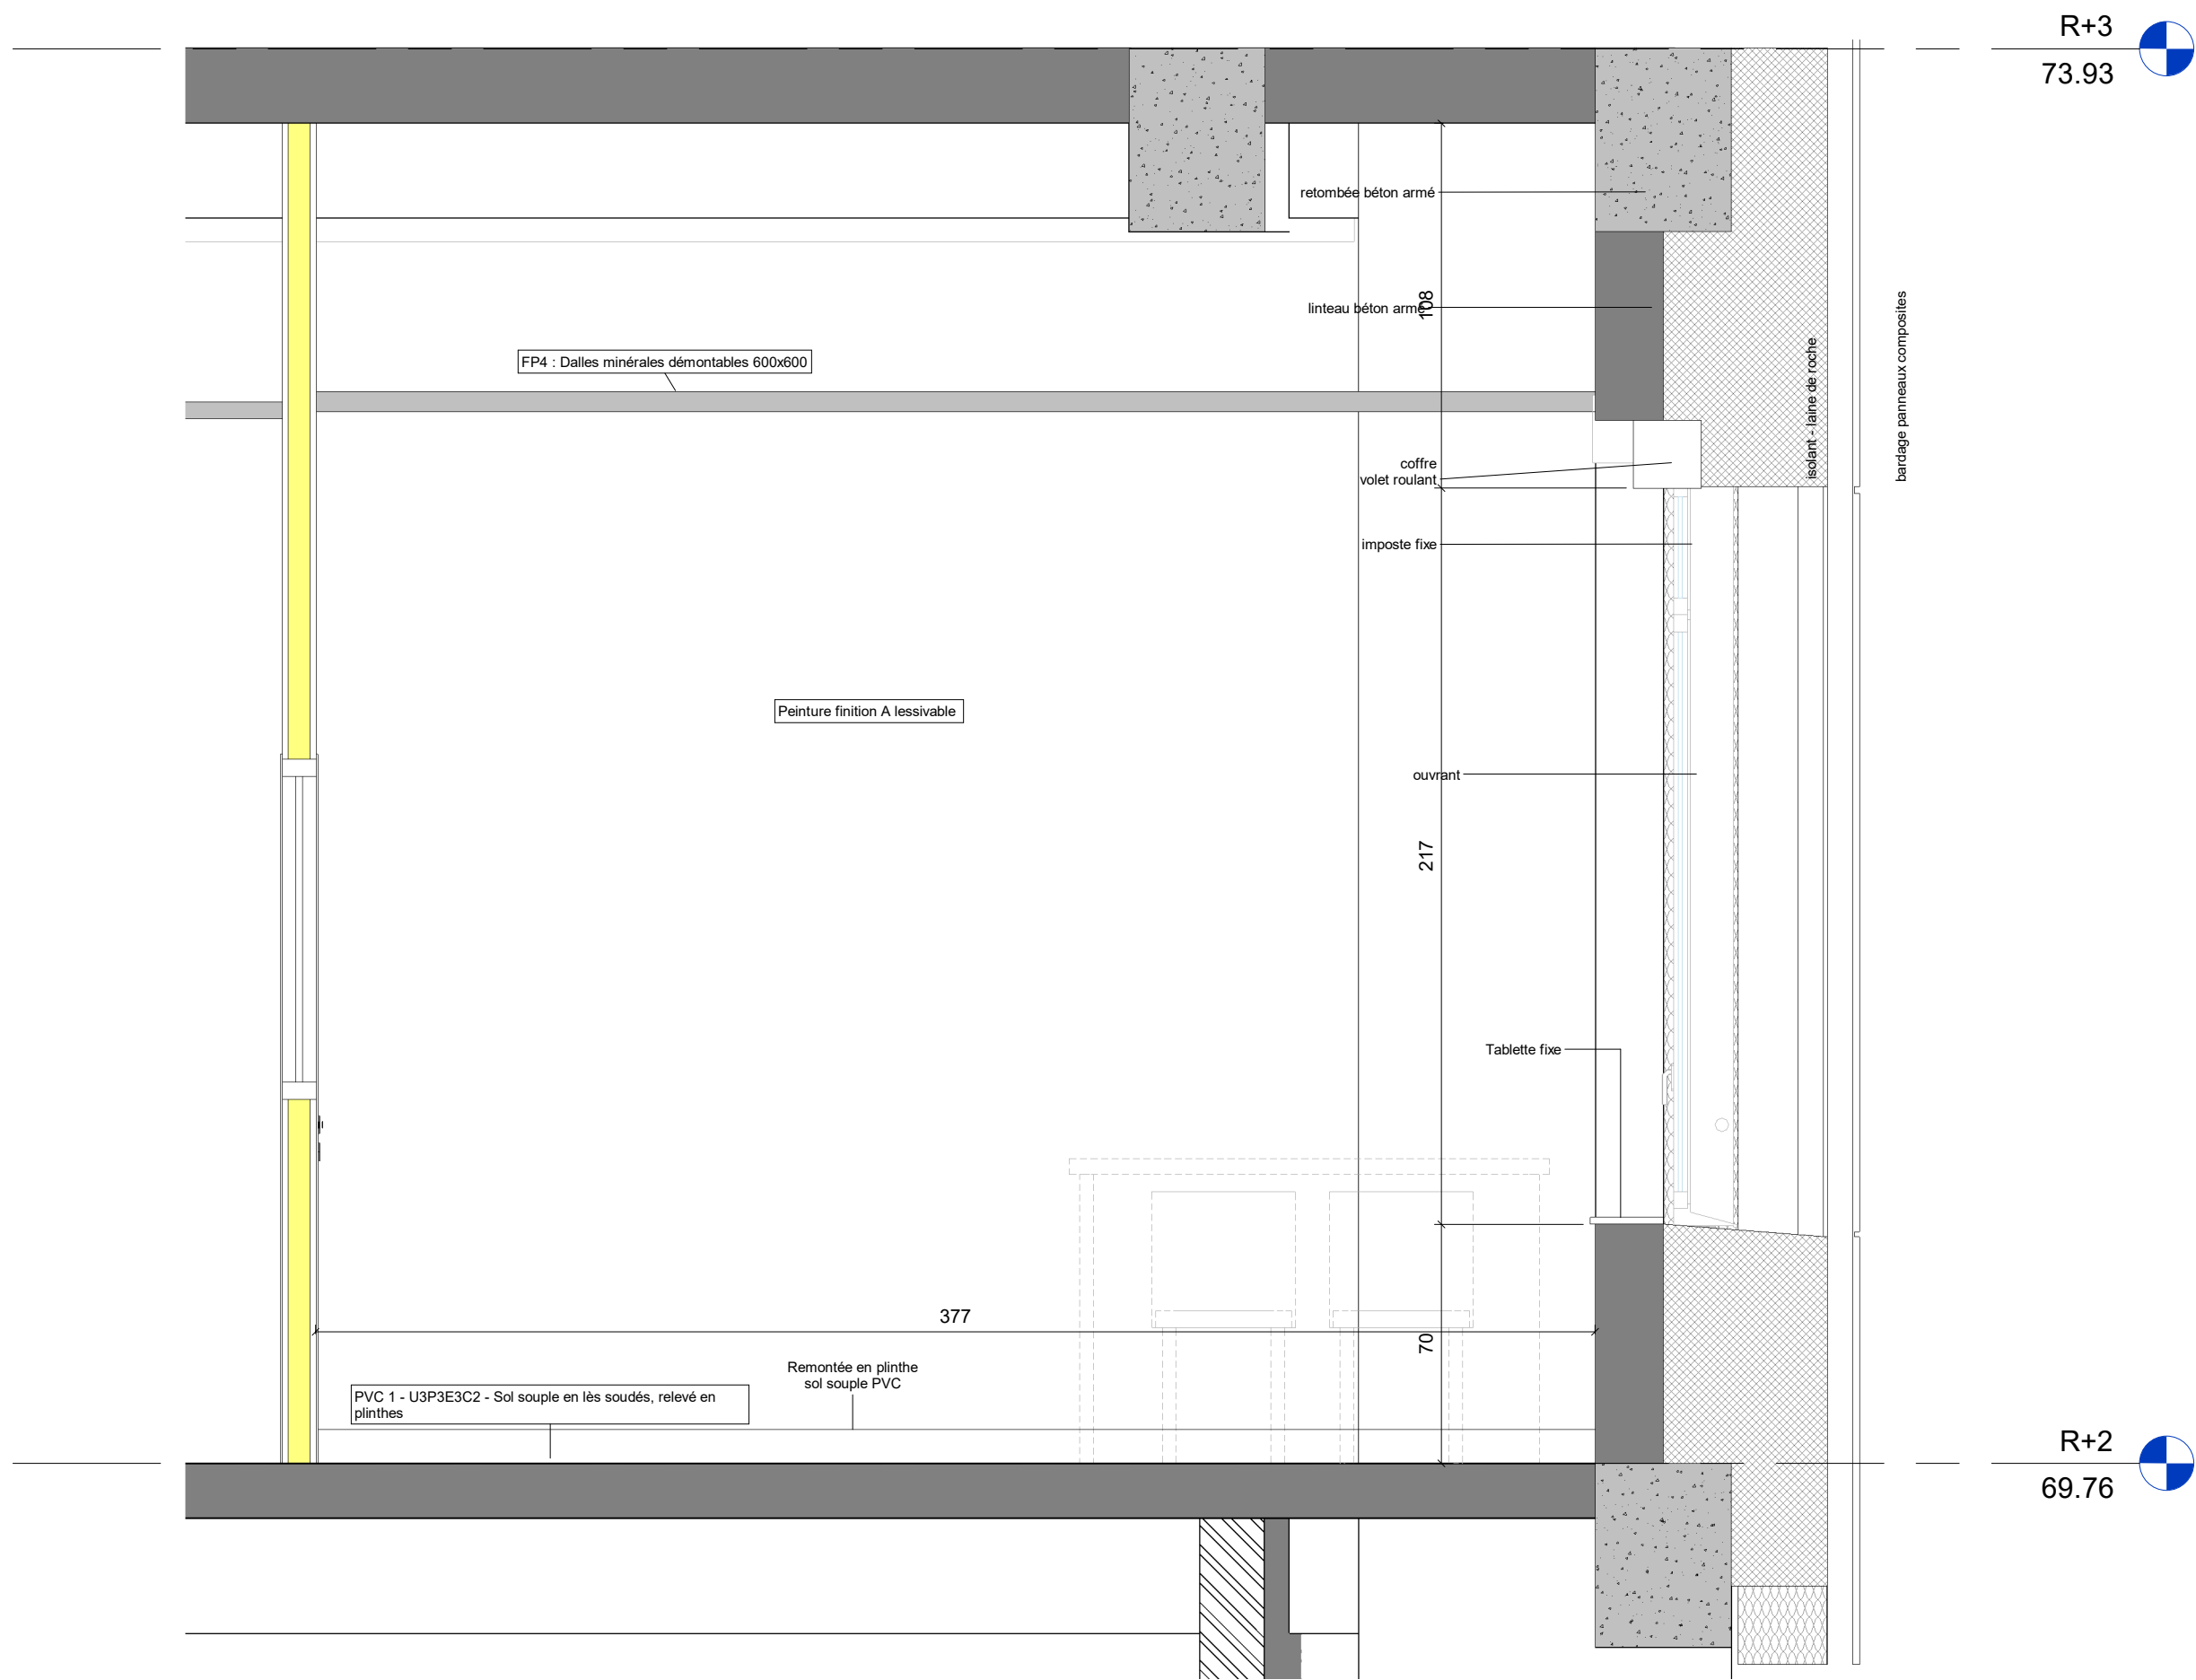 R+3
73.93
retombée béton armé
108
linteau béton armé
isolant - laine de roche
bardage panneaux composites
FP4 : Dalles minérales démontables 600x600
coffre
volet roulant
imposte fixe
Peinture finition A lessivable
ouvrant
217
Tablette fixe
377
70
Remontée en plinthe
sol souple PVC
PVC 1 - U3P3E3C2 - Sol souple en lès soudés, relevé en
plinthes
R+2
69.76